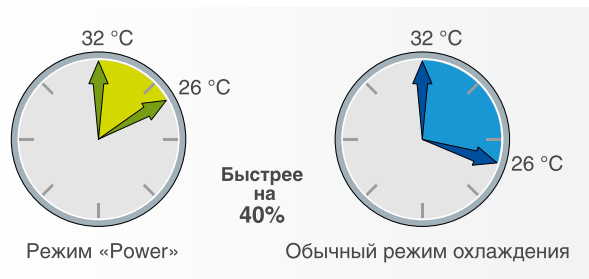 32 °C
26 °C
Режим «Power»
Быстрее
на
40%
32 °C
26 °C
Обычный режим охлаждения